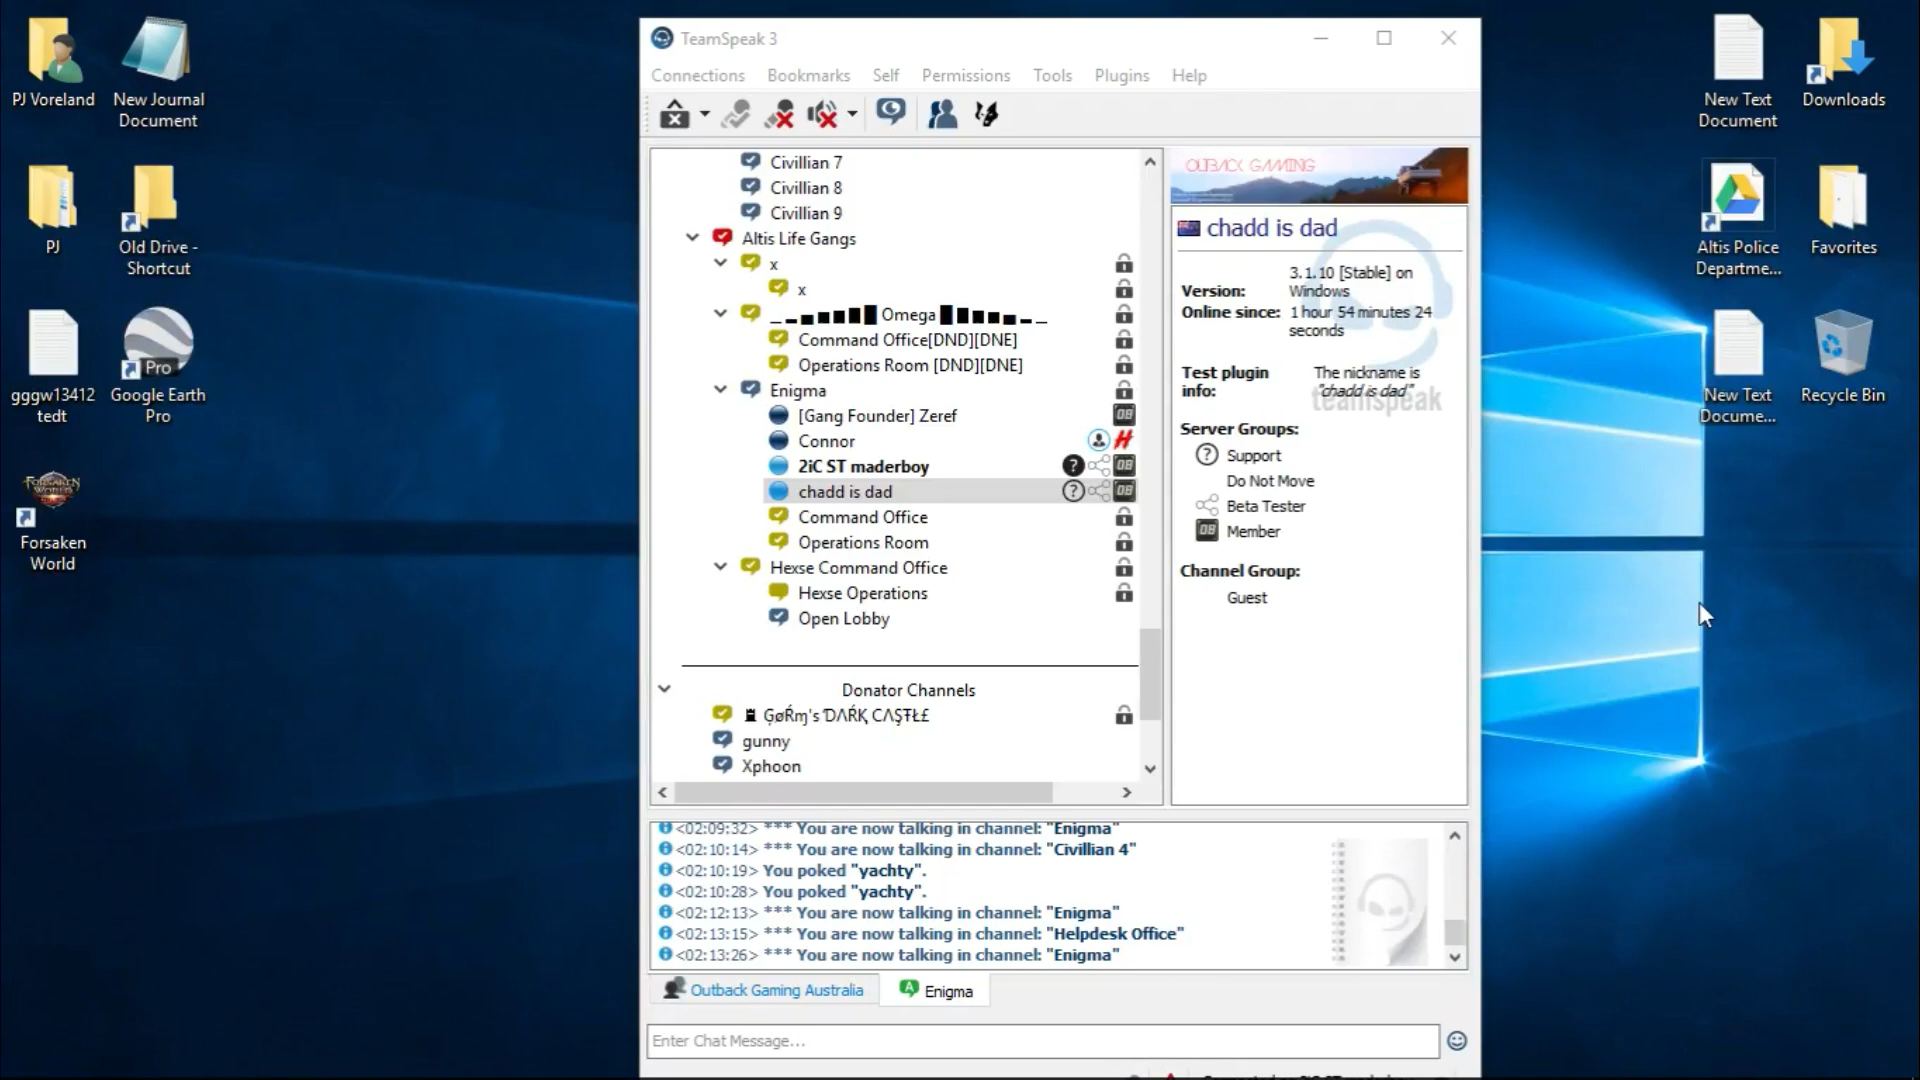 PJ Voreland
New Journal
Document
PJ
Old Drive -
Shortcut
gggw13412
tedt
Pro
Google Earth
Pro
FORSAKEN
WORLD
Forsaken
World
TeamSpeak 3
Connections Bookmarks Self Permissions Tools Plugins Help
Civillian 7
Civillian 8
Civillian 9
Altis Life Gangs
x
x
_ ▂▄▅▆▇█ Omega █▇▆▅▄▂ _
Command Office[DND][DNE]
Operations Room [DND][DNE]
Enigma
[Gang Founder] Zeref
Connor
2iC ST maderboy
chadd is dad
Command Office
Operations Room
Hexse Command Office
Hexse Operations
Open Lobby
Donator Channels
♜ ĢøŔɱ's ƊΛŔĶ CΛŞŦŁ£
gunny
Xphoon
OUTBACK GAMING
chadd is dad
Version: 3.1.10 [Stable] on
Windows
Online since: 1 hour 54 minutes 24
seconds
Test plugin
info:
The nickname is
"chadd is dad"
teamspeak
Server Groups:
Support
Do Not Move
Beta Tester
Member
Channel Group:
Guest
<02:09:32> *** You are now talking in channel: "Enigma"
<02:10:14> *** You are now talking in channel: "Civillian 4"
<02:10:19> You poked "yachty".
<02:10:28> You poked "yachty".
<02:12:13> *** You are now talking in channel: "Enigma"
<02:13:15> *** You are now talking in channel: "Helpdesk Office"
<02:13:26> *** You are now talking in channel: "Enigma"
Outback Gaming Australia Enigma
Enter Chat Message...
New Text
Document
Downloads
Altis Police
Departme...
Favorites
New Text
Docume...
Recycle Bin